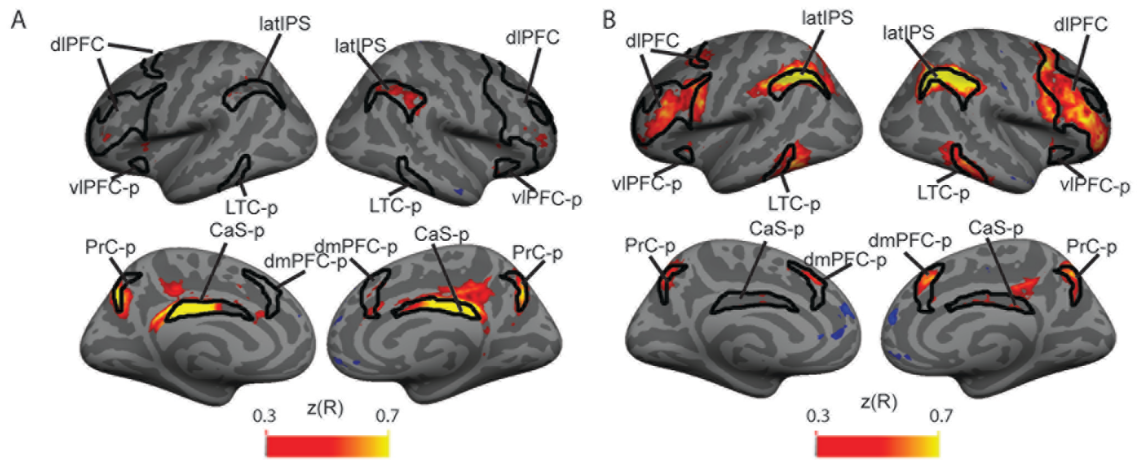 A
dlPFC
latIPS
latIPS
dlPFC
vlPFC-p
LTC-p
LTC-p
vlPFC-p
PrC-p
CaS-p
dmPFC-p
dmPFC-p
CaS-p
PrC-p
z(R)
0.3
0.7
B
dlPFC
latIPS
latIPS
dlPFC
vlPFC-p
LTC-p
LTC-p
vlPFC-p
PrC-p
CaS-p
dmPFC-p
dmPFC-p
CaS-p
PrC-p
z(R)
0.3
0.7